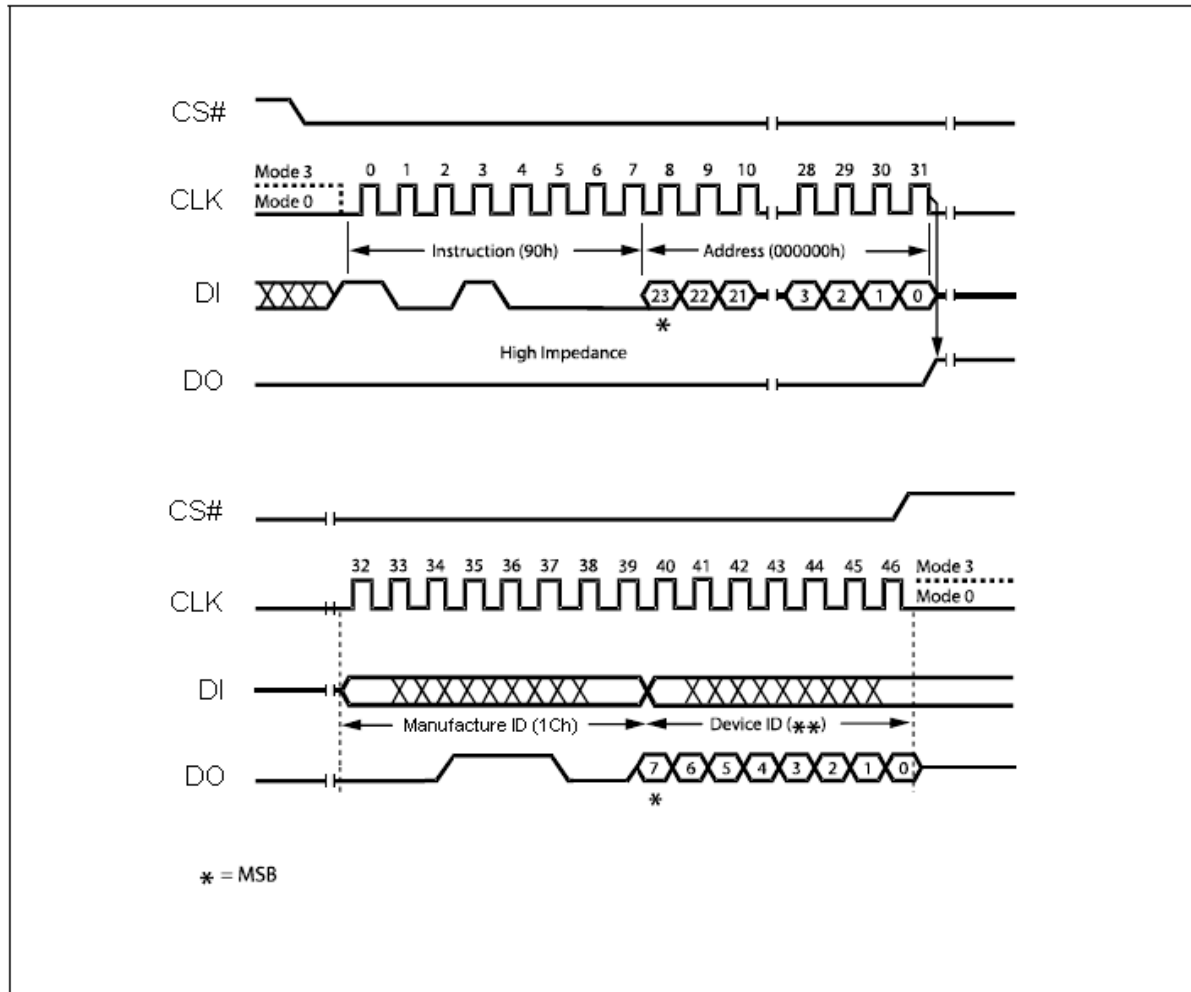 CS#
Mode 3
0 1 2 3 4 5 6 7 8 9 10 28 29 30 31
CLK
Mode 0
Instruction (90h) Address (000000h)
DI
23 22 21 3 2 1 0
*
High Impedance
DO
CS#
32 33 34 35 36 37 38 39 40 41 42 43 44 45 46
Mode 3
CLK
Mode 0
DI
Manufacture ID (1Ch) Device ID (**)
DO
7 6 5 4 3 2 1 0
*
* = MSB